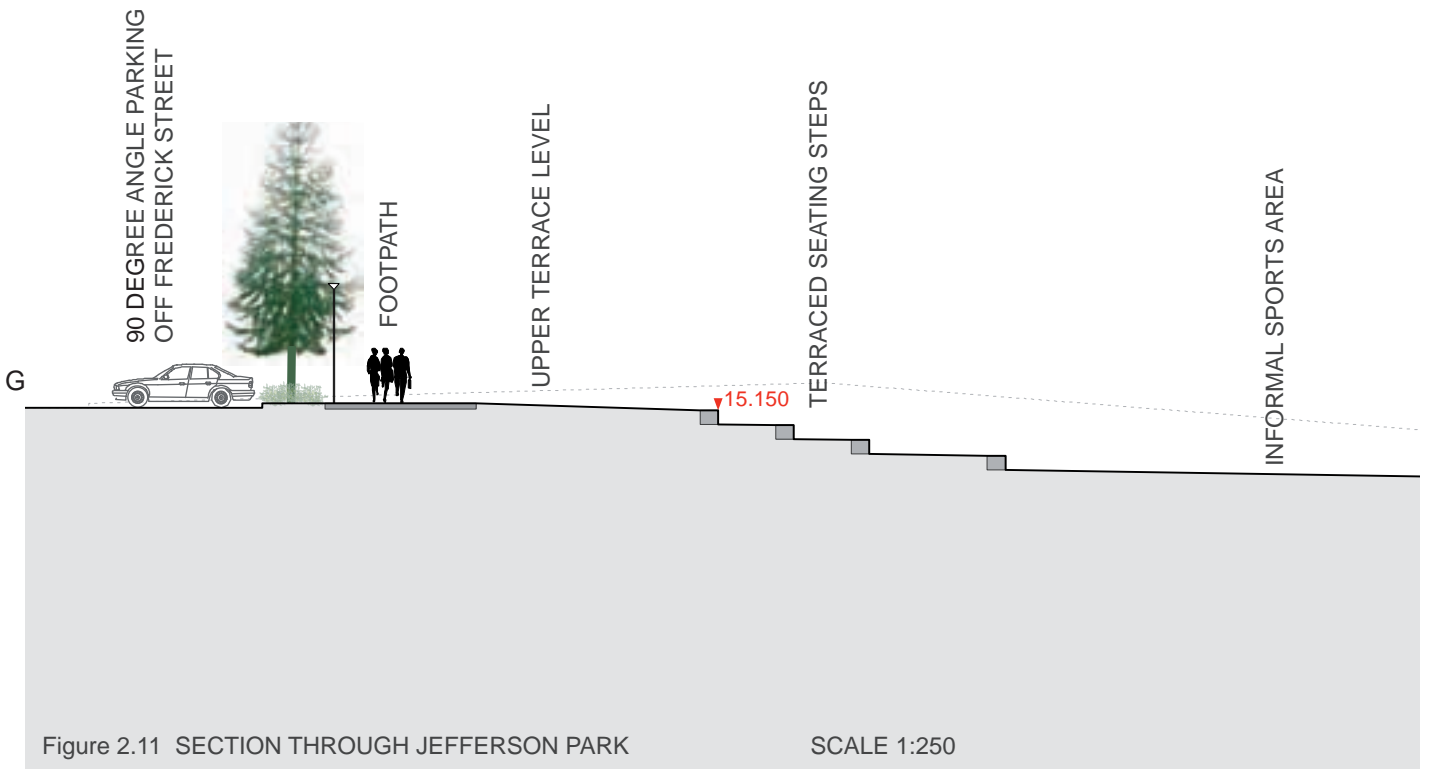 90 DEGREE ANGLE PARKING
OFF FREDERICK STREET
FOOTPATH
UPPER TERRACE LEVEL
TERRACED SEATING STEPS
INFORMAL SPORTS AREA
G
15.150
Figure 2.11 SECTION THROUGH JEFFERSON PARK
SCALE 1:250